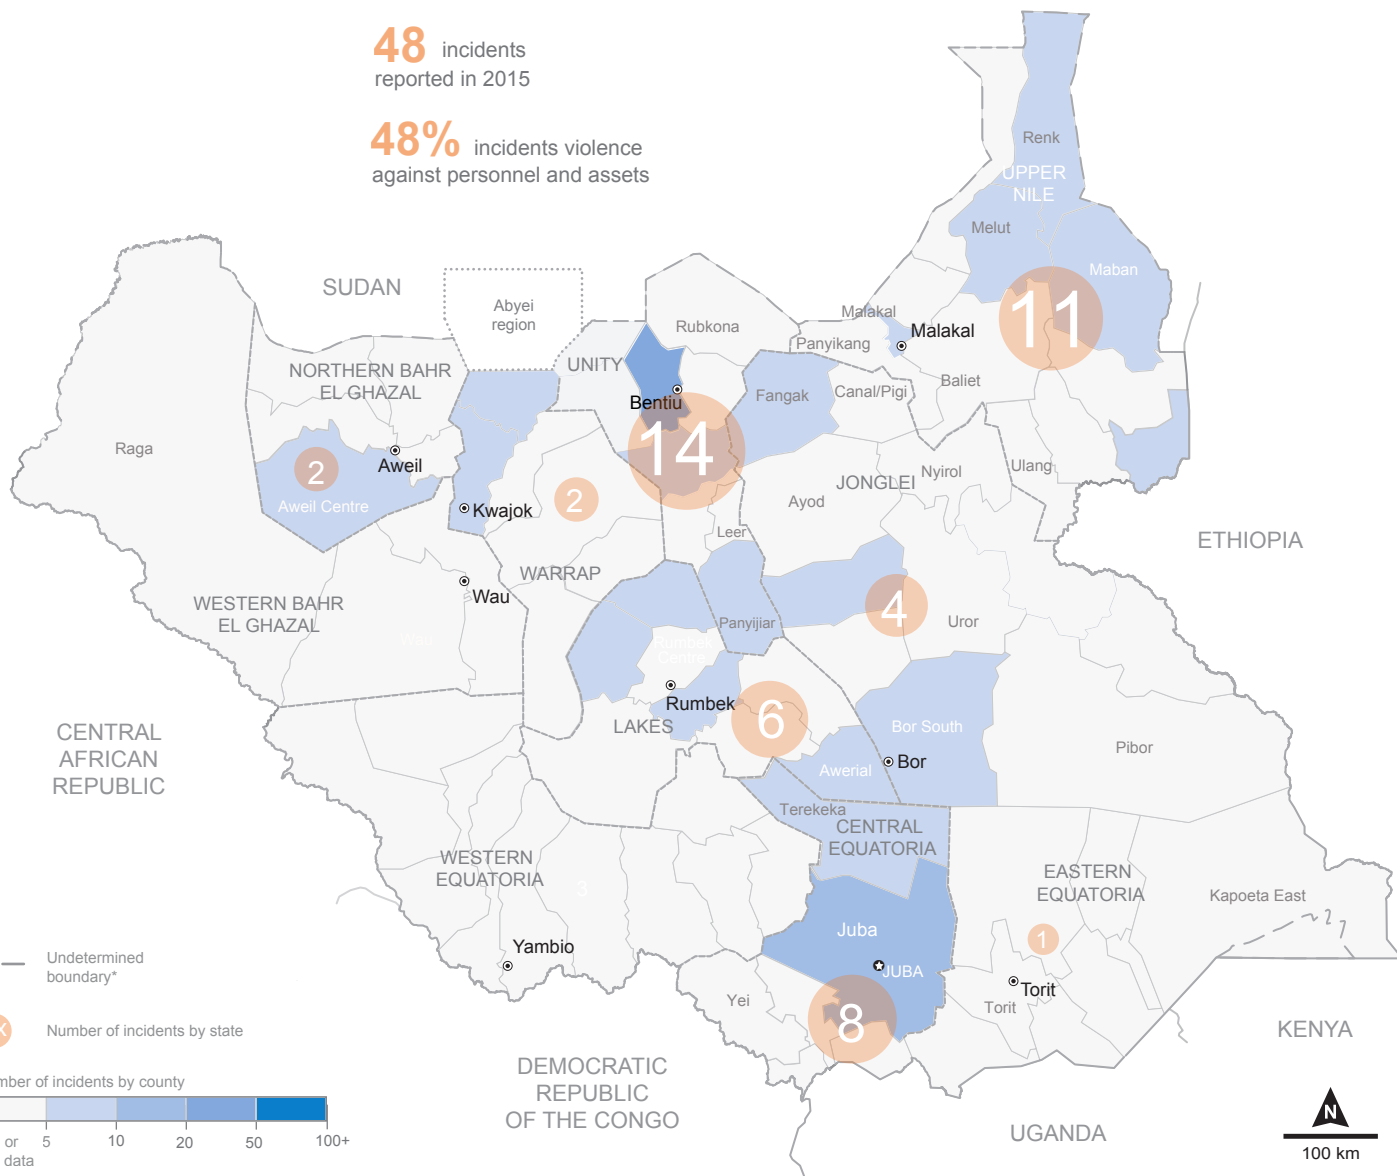 48 incidents
reported in 2015
48% incidents violence
against personnel and assets
Renk
UPPER
NILE
Melut
Maban
11
SUDAN
Abyei
region
Rubkona
Malakal
Malakal
Panyikang
UNITY
NORTHERN BAHR
EL GHAZAL
Baliet
Bentiu
Fangak
Canal/Pigi
14
Raga
2
Aweil
Aweil Centre
Kwajok
2
JONGLEI
Nyirol
Ulang
Ayod
Leer
ETHIOPIA
WARRAP
Wau
WESTERN BAHR
EL GHAZAL
Wau
4
Uror
Panyijiar
Rumbek
Centre
Rumbek
LAKES
6
Bor South
Bor
Awerial
Pibor
CENTRAL
AFRICAN
REPUBLIC
Terekeka
CENTRAL
EQUATORIA
WESTERN
EQUATORIA
3
EASTERN
EQUATORIA
Kapoeta East
Juba
JUBA
1
Yambio
Torit
Torit
Yei
8
Undetermined
boundary*
X
Number of incidents by state
mber of incidents by county
or
data
5
10
20
50
100+
DEMOCRATIC
REPUBLIC
OF THE CONGO
UGANDA
KENYA
N
100 km